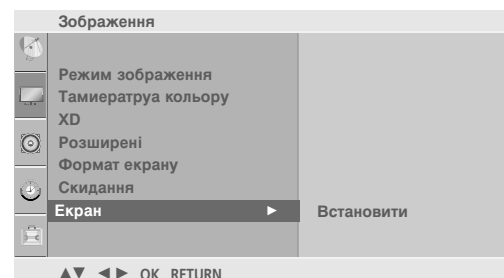 Зображення
Режим зображення
Тамиератруа кольору
XD
Розширені
Формат екрану
Скидання
Екран ►
Встановити
▲▼ ◄► OK RETURN